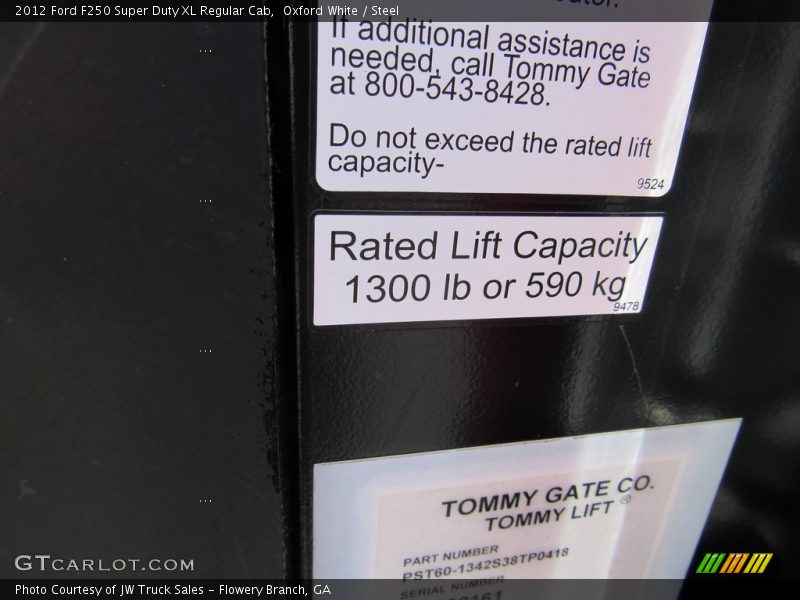 2012 Ford F250 Super Duty XL Regular Cab, Oxford White / Steel
If additional assistance is
needed, call Tommy Gate
at 800-543-8428.
Do not exceed the rated lift
capacity-
9524
Rated Lift Capacity
1300 lb or 590 kg
9478
TOMMY GATE CO.
TOMMY LIFT ®
PART NUMBER
PST60-1342S38TP0418
SERIAL NUMBER
GTCARLOT.COM
Photo Courtesy of JW Truck Sales - Flowery Branch, GA